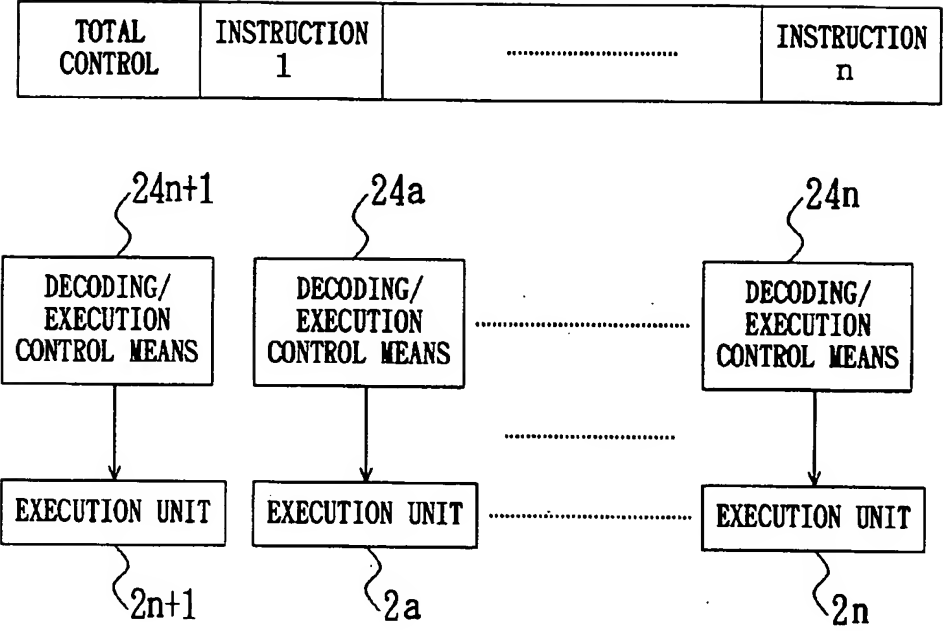 TOTAL CONTROL
INSTRUCTION 1
INSTRUCTION n
24n+1
24a
24n
DECODING/
EXECUTION
CONTROL MEANS
DECODING/
EXECUTION
CONTROL MEANS
DECODING/
EXECUTION
CONTROL MEANS
EXECUTION UNIT
EXECUTION UNIT
EXECUTION UNIT
2n+1
2a
2n